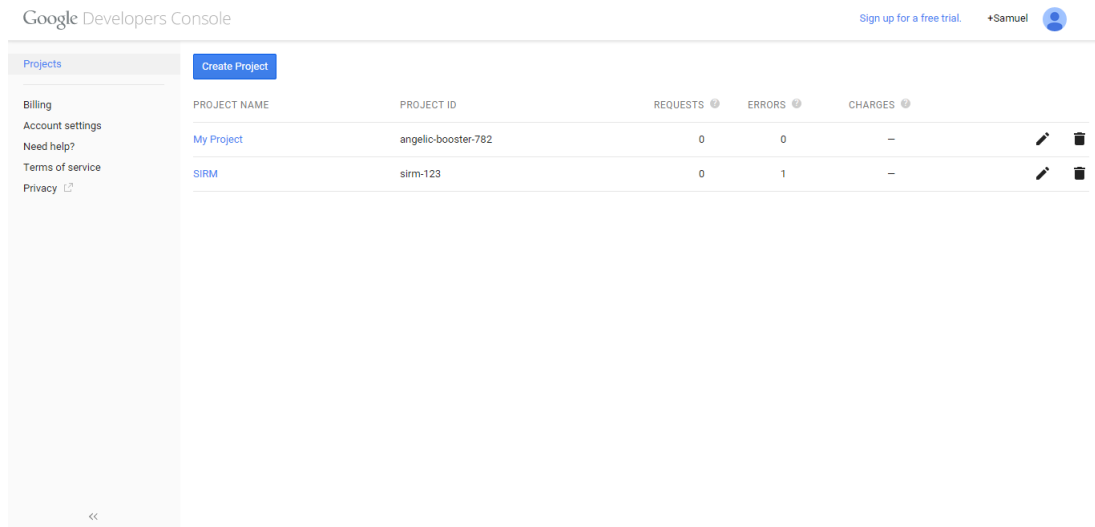 Google Developers Console
Sign up for a free trial. +Samuel
Projects
Billing
Account settings
Need help?
Terms of service
Privacy
Create Project
PROJECT NAME PROJECT ID REQUESTS ? ERRORS ? CHARGES ?
My Project angelic-booster-782 0 0 —
SIRM sirm-123 0 1 —